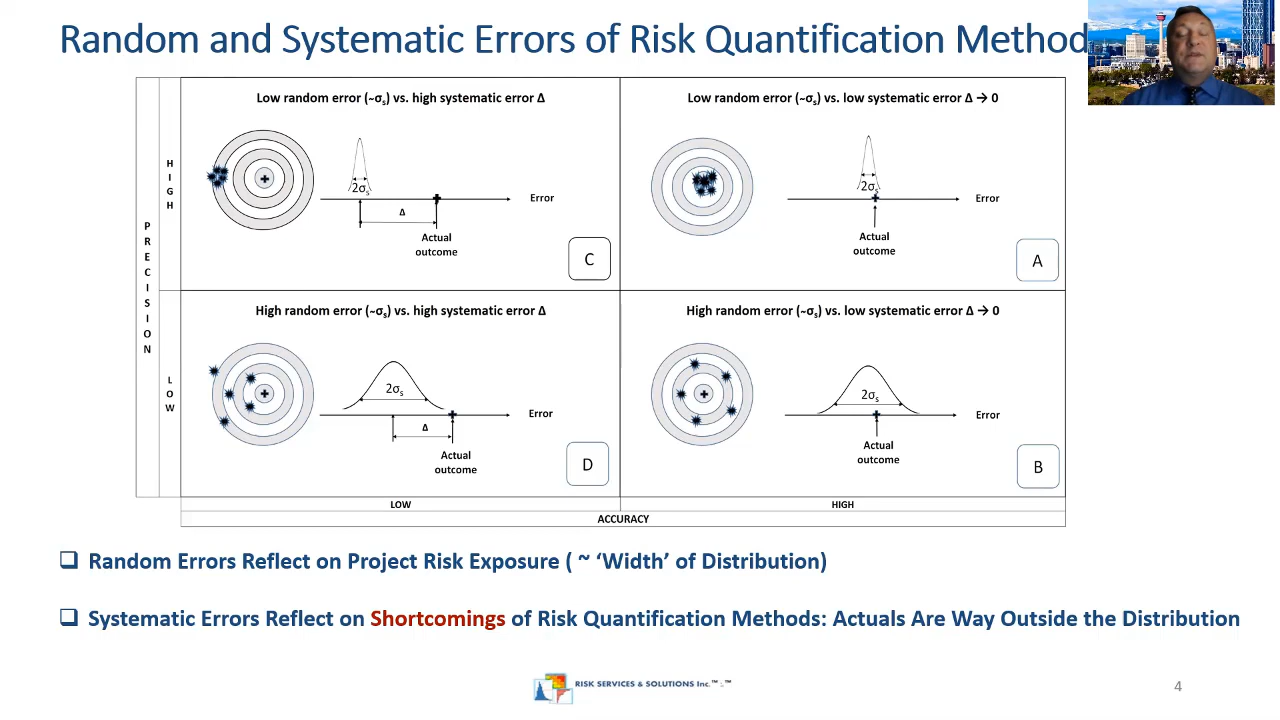 Random and Systematic Errors of Risk Quantification Method
Low random error (~σs) vs. high systematic error Δ
2σs
Error
Δ
Actual
outcome
C
Low random error (~σs) vs. low systematic error Δ → 0
2σs
Error
Actual
outcome
A
PRECISION
HIGH
High random error (~σs) vs. high systematic error Δ
2σs
Error
Δ
Actual
outcome
D
High random error (~σs) vs. low systematic error Δ → 0
2σs
Error
Actual
outcome
B
LOW
LOW
HIGH
ACCURACY
Random Errors Reflect on Project Risk Exposure ( ~ ‘Width’ of Distribution)
Systematic Errors Reflect on Shortcomings of Risk Quantification Methods: Actuals Are Way Outside the Distribution
RISK SERVICES & SOLUTIONS Inc.™
4